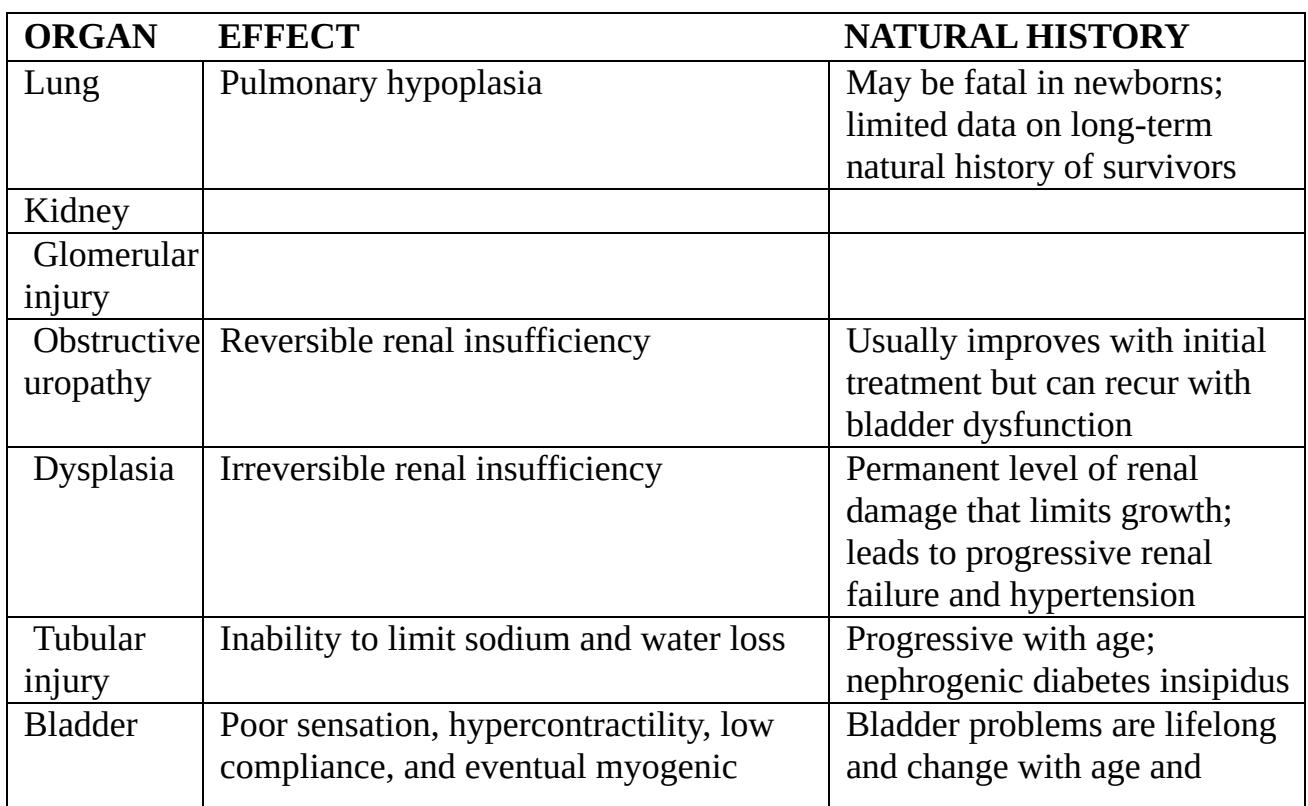 ORGAN EFFECT NATURAL HISTORY
Lung Pulmonary hypoplasia May be fatal in newborns;
limited data on long-term
natural history of survivors
Kidney
Glomerular
injury
Obstructive Reversible renal insufficiency Usually improves with initial
uropathy treatment but can recur with
bladder dysfunction
Dysplasia Irreversible renal insufficiency Permanent level of renal
damage that limits growth;
leads to progressive renal
failure and hypertension
Tubular Inability to limit sodium and water loss Progressive with age;
injury nephrogenic diabetes insipidus
Bladder Poor sensation, hypercontractility, low Bladder problems are lifelong
compliance, and eventual myogenic and change with age and